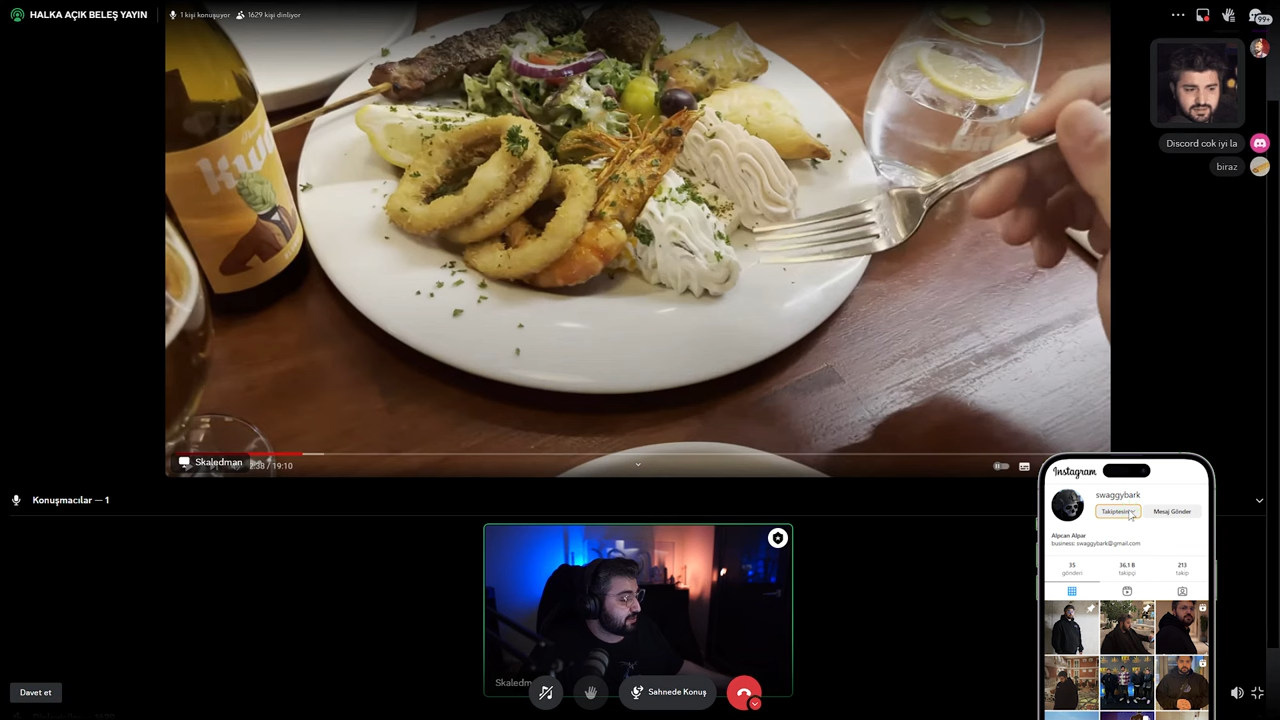 HALKA AÇIK BELEŞ YAYIN
1 kişi konuşuyor
1629 kişi dinliyor
99+
Discord cok iyi la
biraz
Skaledman
2:38 / 19:10
Konuşmacılar — 1
Instagram
swaggybark
Takiptesin
Mesaj Gönder
Alpcan Alpar
business: swaggybark@gmail.com
35
36,1 B
213
gönderi
takipçi
takip
Skaledm
Sahnede Konuş
Davet et